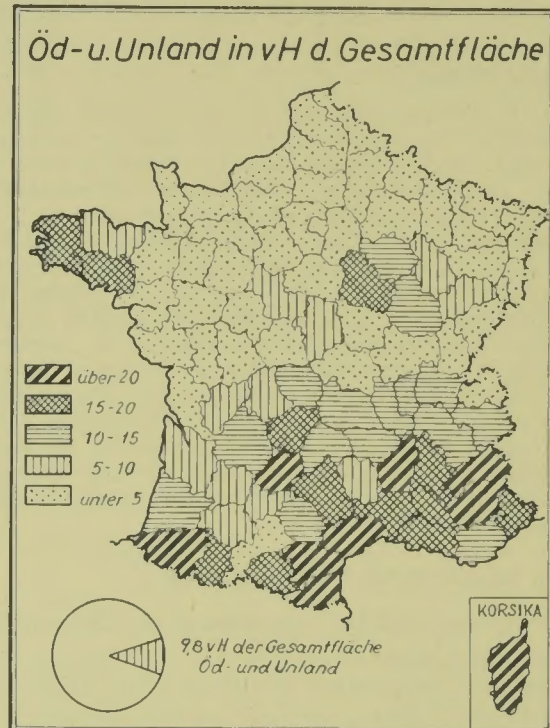 Öd- u. Unland in vH d. Gesamtfläche
über 20
15-20
10-15
5-10
unter 5
9,8 vH der Gesamtfläche
Öd- und Unland
KORSIKA